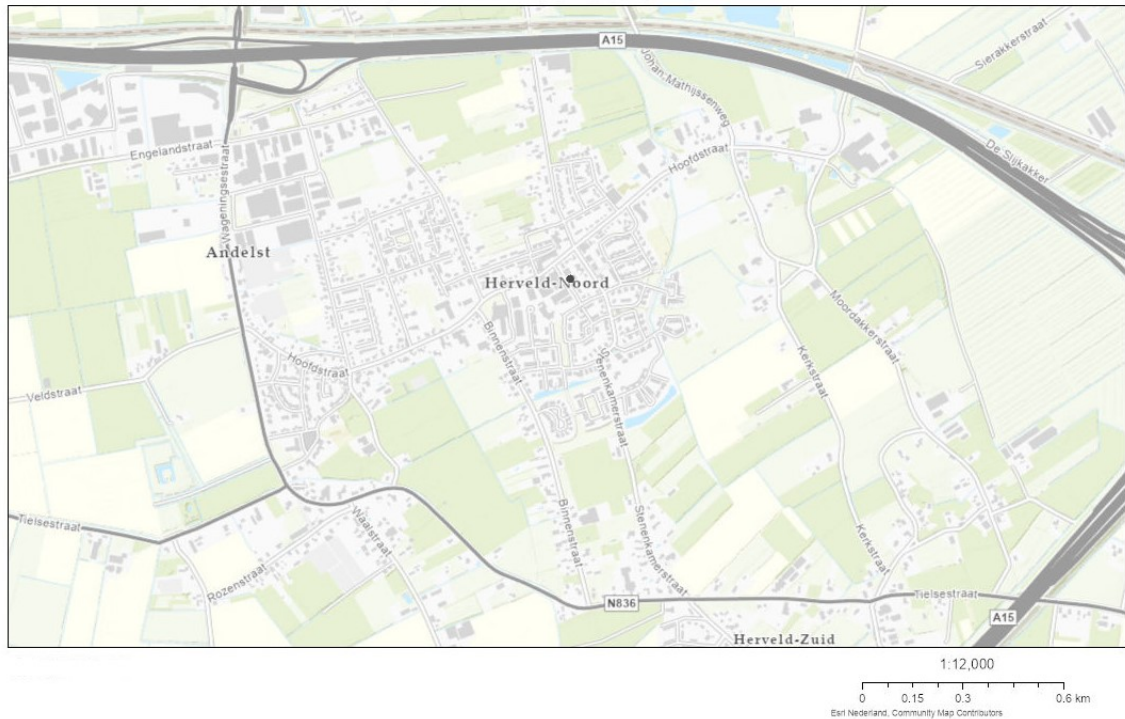 A15
Johan Mathijssenweg
Sierakkerstraat
De Slijkakker
Engelandstraat
Hoofdstraat
Wageningsestraat
Andelst
Herveld-Noord
Moordakkerstraat
Binnenstraat
Stenenkamerstraat
Kerkstraat
Hoofdstraat
Veldstraat
Binnenstraat
Stenenkamerstraat
Kerkstraat
Tielsestraat
Waalstraat
Rozenstraat
N836
Tielsestraat
A15
Herveld-Zuid
1:12,000
0 0.15 0.3 0.6 km
Esri Nederland, Community Map Contributors